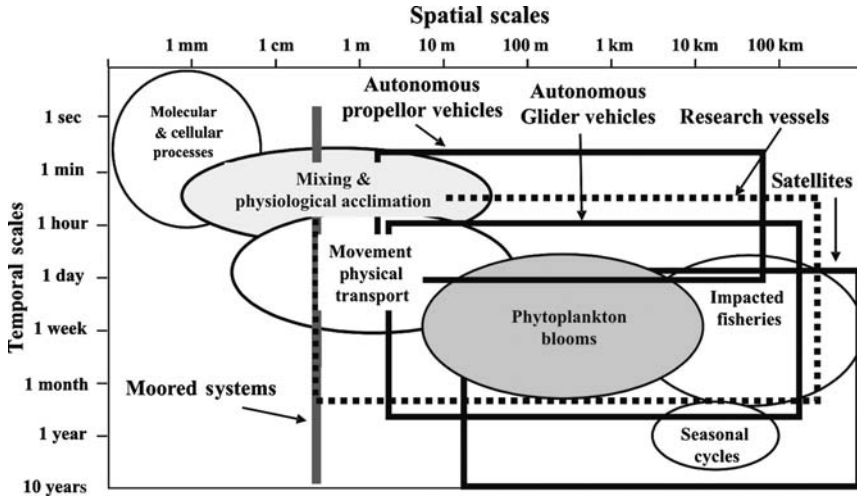 Spatial scales
1 mm 1 cm 1 m 10 m 100 m 1 km 10 km 100 km
Temporal scales
1 sec
1 min
1 hour
1 day
1 week
1 month
1 year
10 years
Molecular
& cellular
processes
Autonomous
propellor vehicles
Autonomous
Glider vehicles
Research vessels
Satellites
Mixing &
physiological acclimation
Movement
physical
transport
Phytoplankton
blooms
Impacted
fisheries
Moored systems
Seasonal
cycles